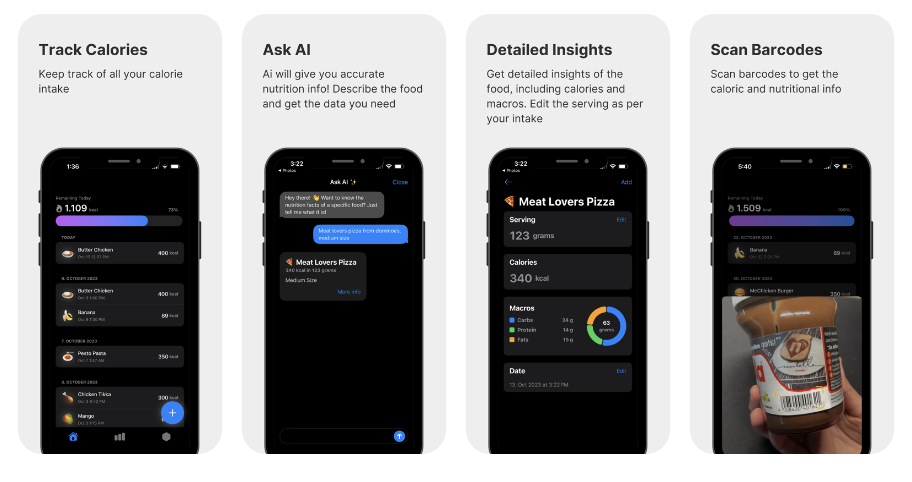 Track Calories
Keep track of all your calorie
intake
1:36
Remaining Today
1.109 kcal
73%
TODAY
Butter Chicken
400 kcal
9. OCTOBER 2023
Butter Chicken
400 kcal
Banana
89 kcal
7. OCTOBER 2023
Pesto Pasta
350 kcal
3. OCTOBER 2023
Chicken Tikka
300 kcal
Mango
Ask AI
Ai will give you accurate
nutrition info! Describe the food
and get the data you need
3:22
Photos
Ask AI
Close
Hey there! 👋 Want to know the
nutrition facts of a specific food? Just
tell me what it is!
Meat lovers pizza from dominoes,
medium size
Meat Lovers Pizza
340 kcal in 123 grams
Medium Size
More info
Detailed Insights
Get detailed insights of the
food, including calories and
macros. Edit the serving as per
your intake
3:22
Photos
Add
Meat Lovers Pizza
Serving
Edit
123 grams
Calories
340 kcal
Macros
Carbs 34 g
Protein 14 g
Fats 15 g
63
grams
Date
Edit
13. Oct 2023 at 3:22 PM
Scan Barcodes
Scan barcodes to get the
caloric and nutritional info
5:40
Remaining Today
1.509 kcal
100%
22. OCTOBER 2023
Banana
89 kcal
McChicken Burger
350 kcal